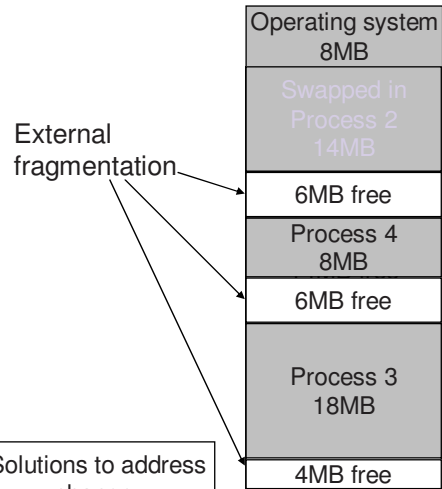 Operating system
8MB
Swapped in
Process 2
14MB
External
fragmentation
6MB free
Process 4
8MB
6MB free
Process 3
18MB
Solutions to address
4MB free